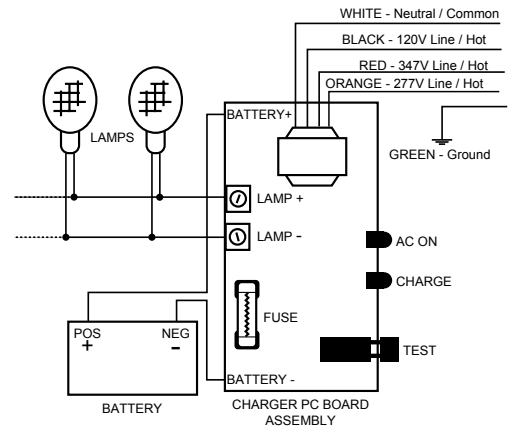 WHITE - Neutral / Common
BLACK - 120V Line / Hot
RED - 347V Line / Hot
ORANGE - 277V Line / Hot
GREEN - Ground
BATTERY+
LAMPS
LAMP +
LAMP -
AC ON
CHARGE
FUSE
TEST
POS
+
NEG
-
BATTERY -
BATTERY
CHARGER PC BOARD
ASSEMBLY